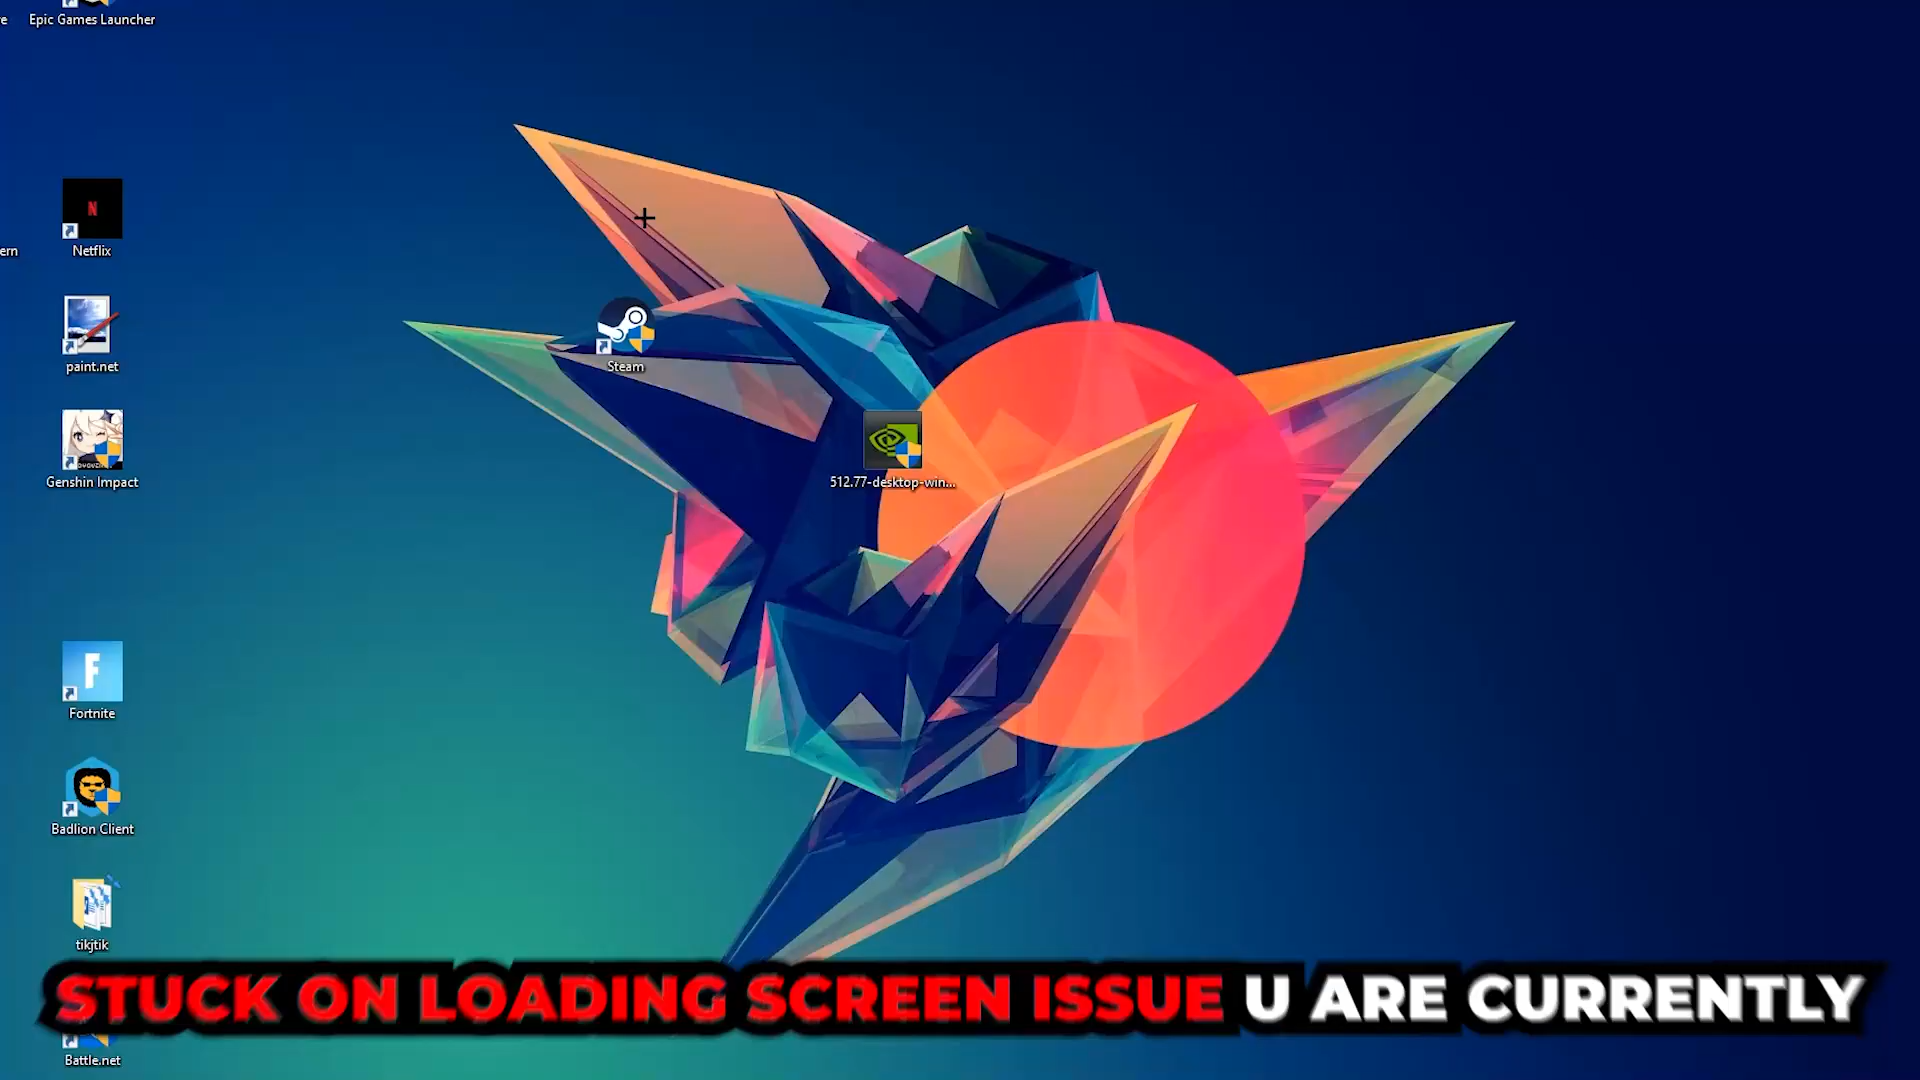 Epic Games Launcher
Netflix
ern
paint.net
Steam
Genshin Impact
512.77-desktop-win...
F
Fortnite
Badlion Client
tikjtik
STUCK ON LOADING SCREEN ISSUE U ARE CURRENTLY
Battle.net